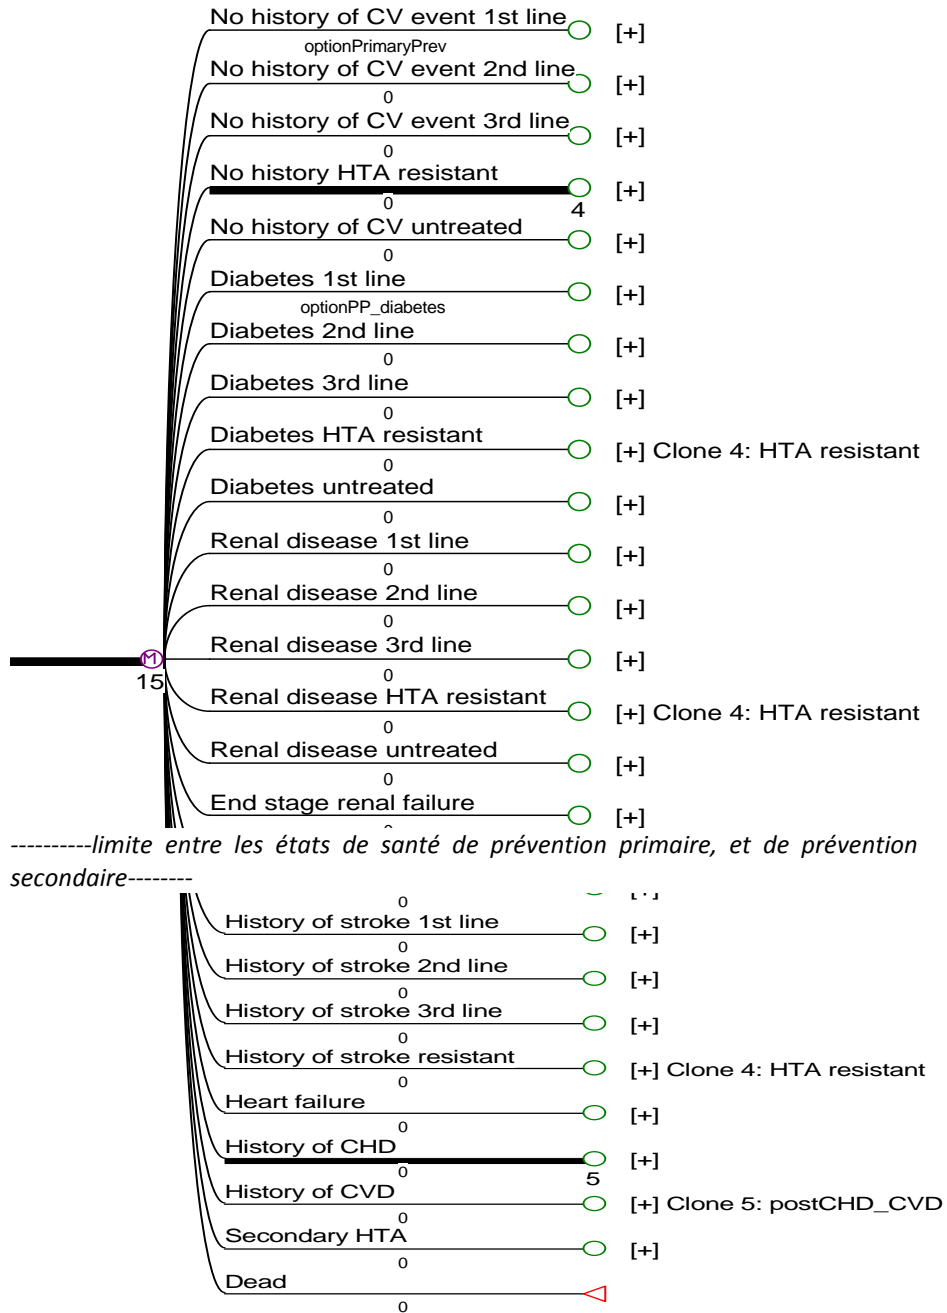 No history of CV event 1st line [+]
optionPrimaryPrev
No history of CV event 2nd line [+]
0
No history of CV event 3rd line [+]
0
No history HTA resistant [+]
0
4
No history of CV untreated [+]
0
Diabetes 1st line [+]
optionPP_diabetes
Diabetes 2nd line [+]
0
Diabetes 3rd line [+]
0
Diabetes HTA resistant [+] Clone 4: HTA resistant
0
Diabetes untreated [+]
0
Renal disease 1st line [+]
0
Renal disease 2nd line [+]
0
Renal disease 3rd line [+]
M
0
15
Renal disease HTA resistant [+] Clone 4: HTA resistant
0
Renal disease untreated [+]
0
End stage renal failure [+]
----------limite entre les états de santé de prévention primaire, et de prévention
secondaire--------
0
History of stroke 1st line [+]
0
History of stroke 2nd line [+]
0
History of stroke 3rd line [+]
0
History of stroke resistant [+] Clone 4: HTA resistant
0
Heart failure [+]
0
History of CHD [+]
0
5
History of CVD [+] Clone 5: postCHD_CVD
0
Secondary HTA [+]
0
Dead
0